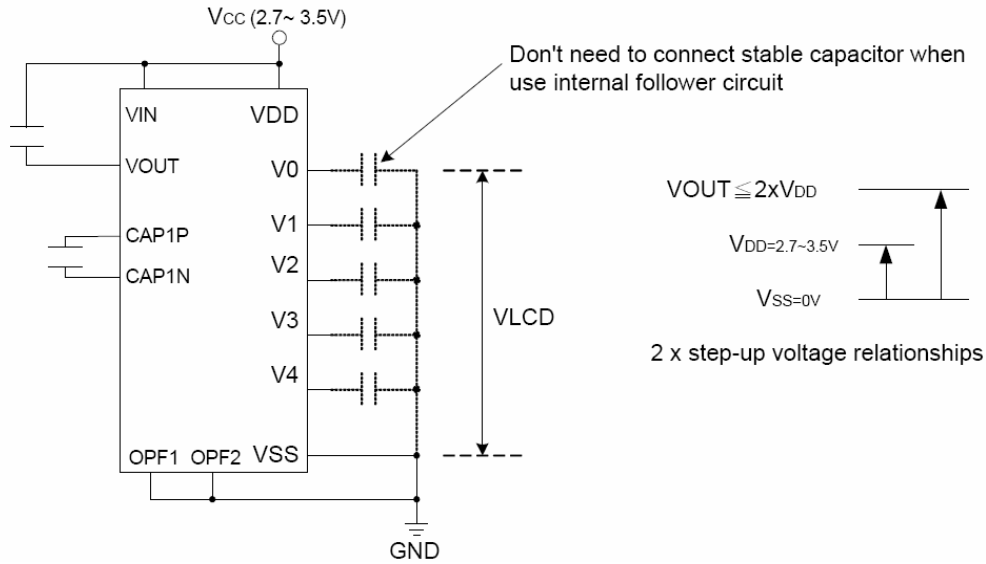 VCC (2.7~ 3.5V)
Don't need to connect stable capacitor when
use internal follower circuit
VIN
VDD
VOUT
V0
V1
CAP1P
CAP1N
V2
V3
V4
OPF1 OPF2 VSS
GND
VLCD
VOUT≦2xVDD
VDD=2.7~3.5V
VSS=0V
2 x step-up voltage relationships